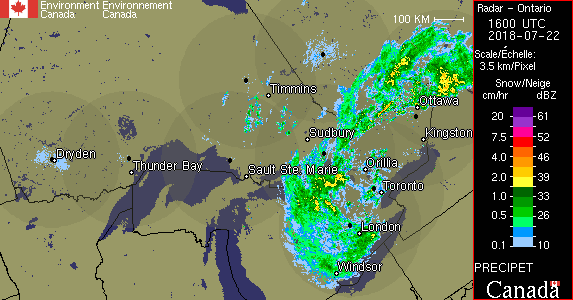 Environment Environnement
Canada Canada
100 KM
Timmins
Ottawa
Sudbury
Kingston
Dryden
Thunder Bay
Sault Ste. Marie
Orillia
Toronto
London
Windsor
Radar - Ontario
1600 UTC
2018-07-22
Scale/Échelle:
3.5 km/Pixel
Snow/Neige
cm/hr dBZ
20 61
7.5 52
4.0 46
2.0 39
1.0 33
0.5 26
0.1 10
PRECIPET
Canada